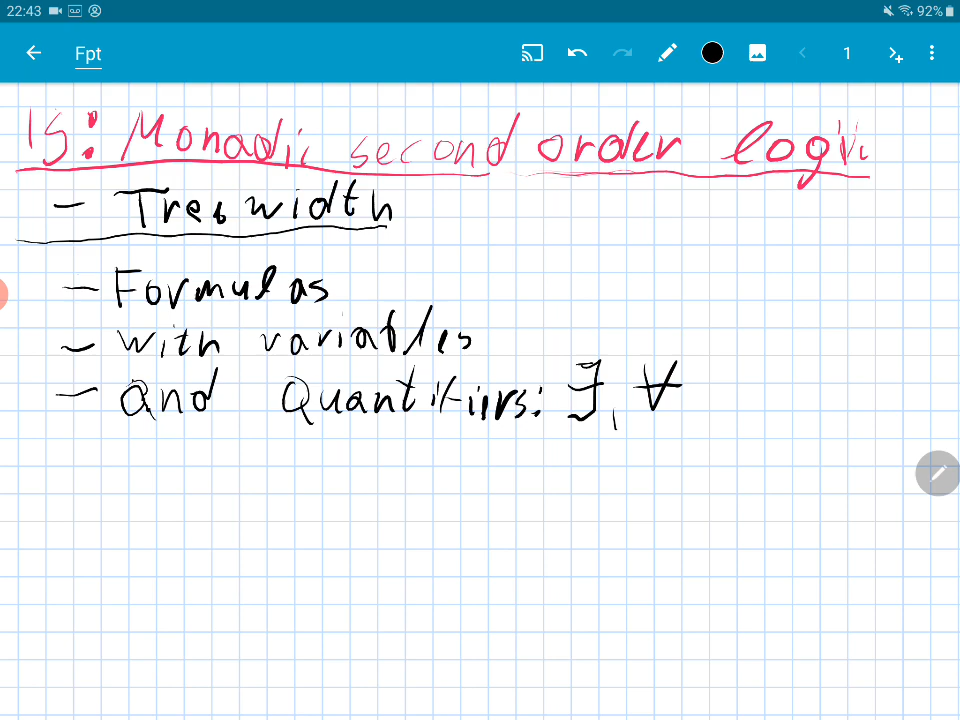 22:43 92%
Fpt 1
15: Monadic second order logic
- Treewidth
- Formulas
- with variables
- and Quantifiers: ∃, ∀